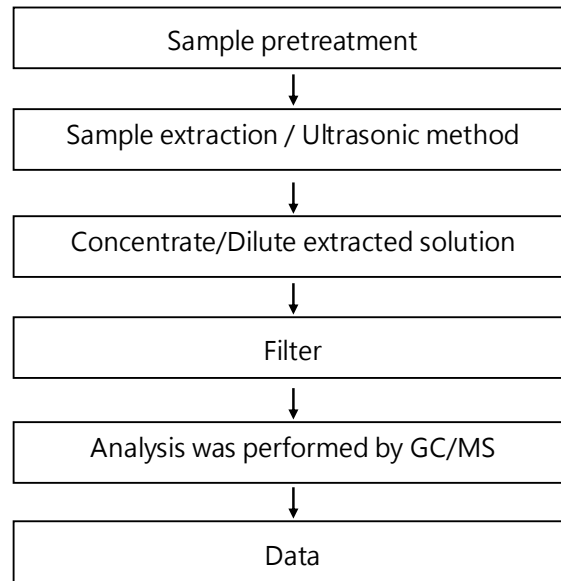 Sample pretreatment
Sample extraction / Ultrasonic method
Concentrate/Dilute extracted solution
Filter
Analysis was performed by GC/MS
Data